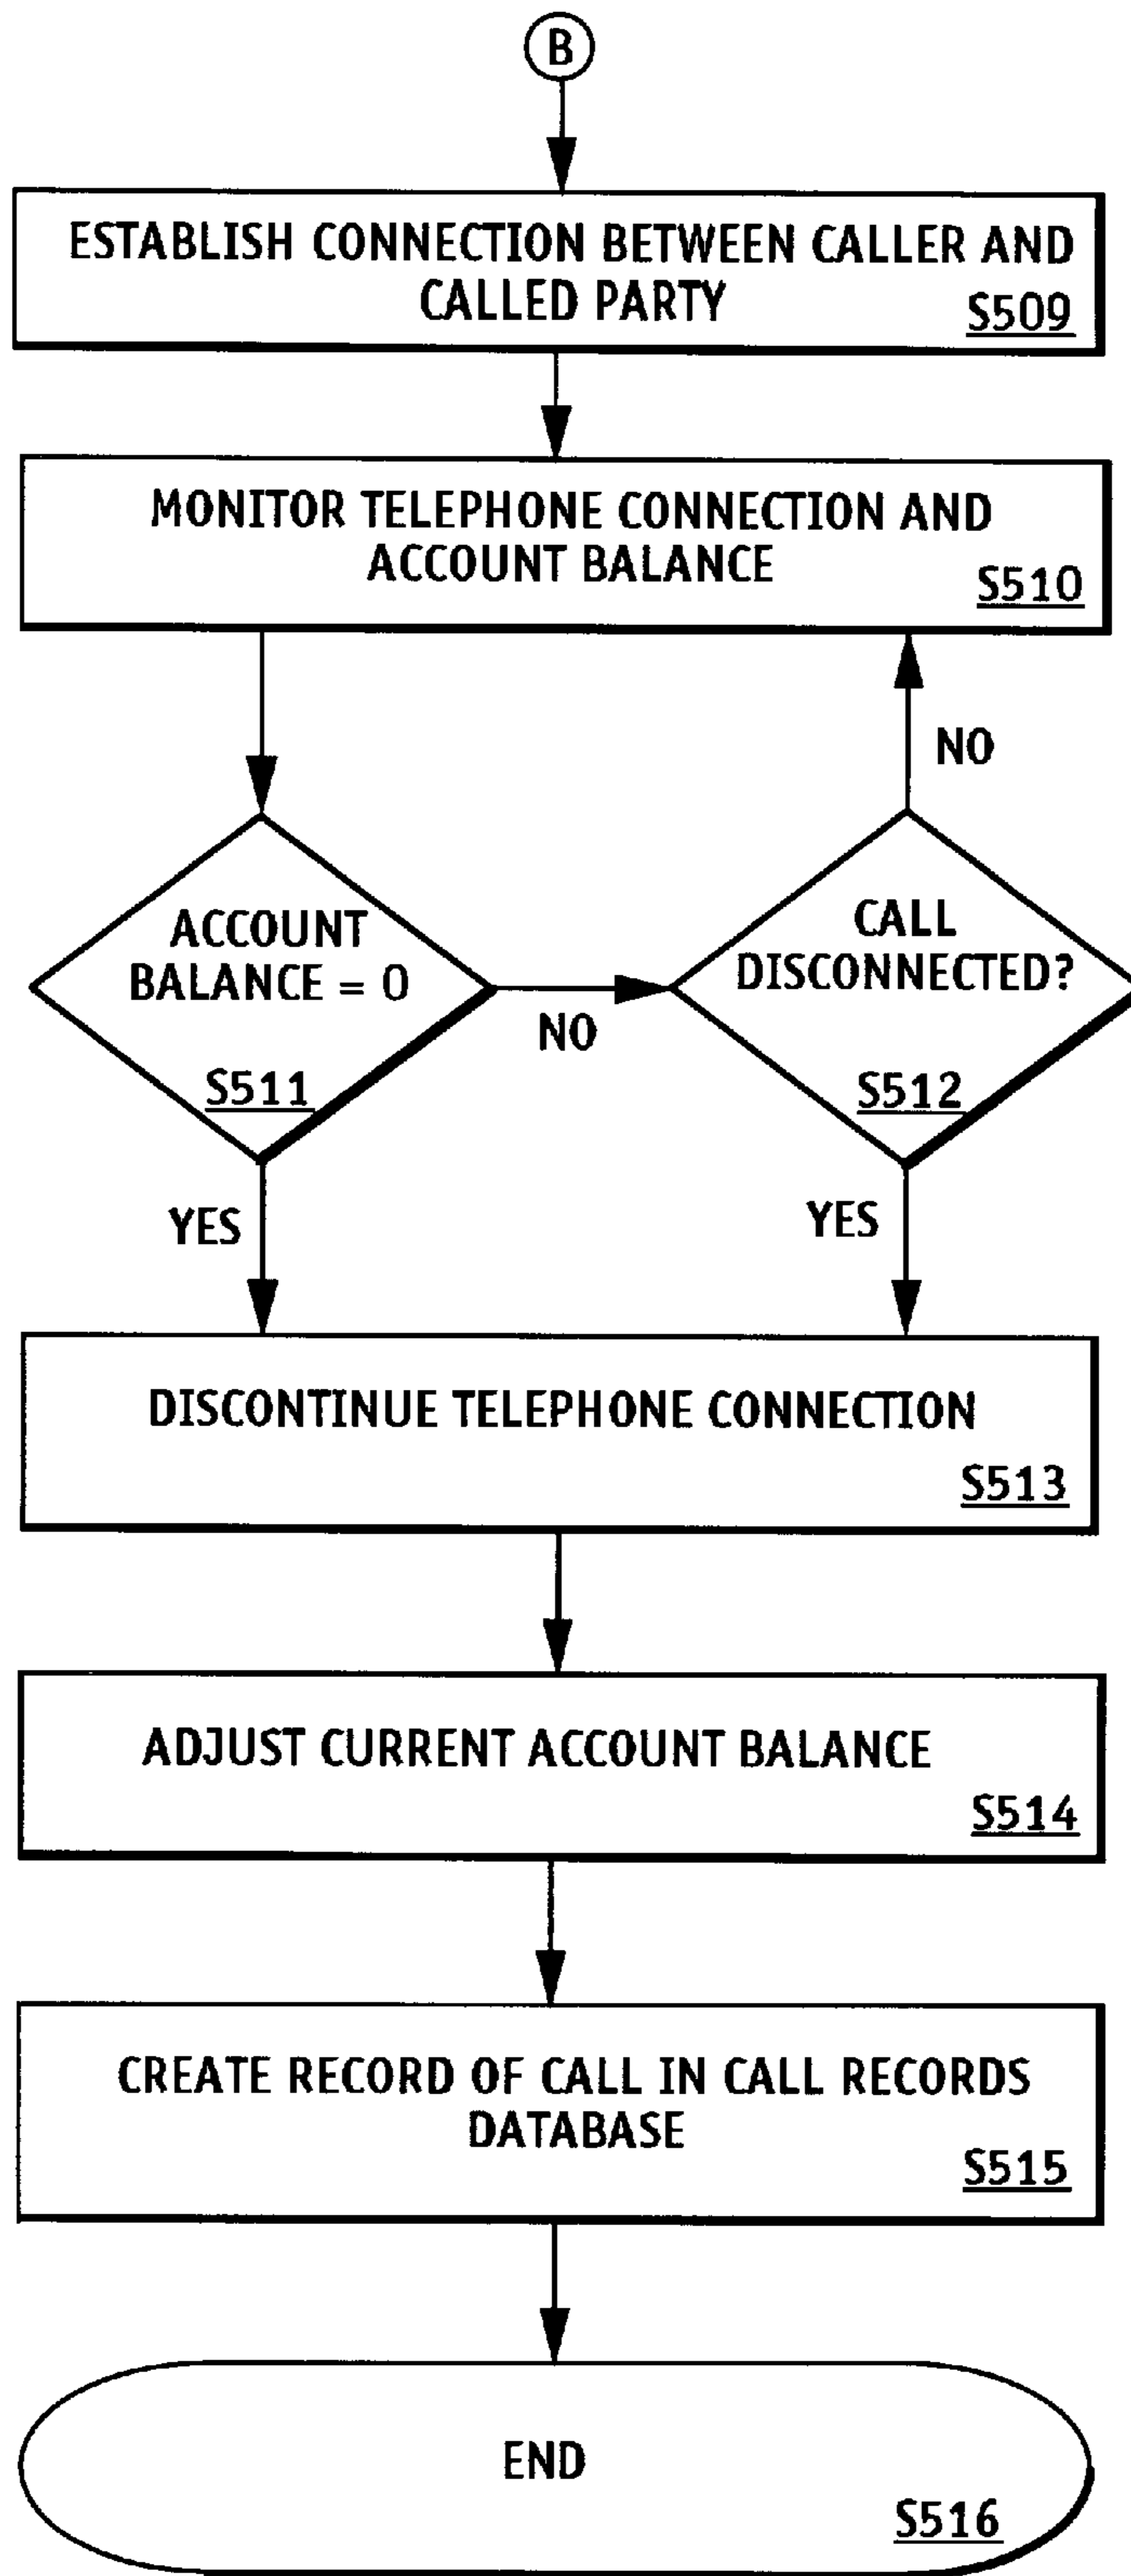 B
ESTABLISH CONNECTION BETWEEN CALLER AND
CALLED PARTY
S509
MONITOR TELEPHONE CONNECTION AND
ACCOUNT BALANCE
S510
NO
ACCOUNT
BALANCE = 0
S511
NO
CALL
DISCONNECTED?
S512
YES
YES
DISCONTINUE TELEPHONE CONNECTION
S513
ADJUST CURRENT ACCOUNT BALANCE
S514
CREATE RECORD OF CALL IN CALL RECORDS
DATABASE
S515
END
S516